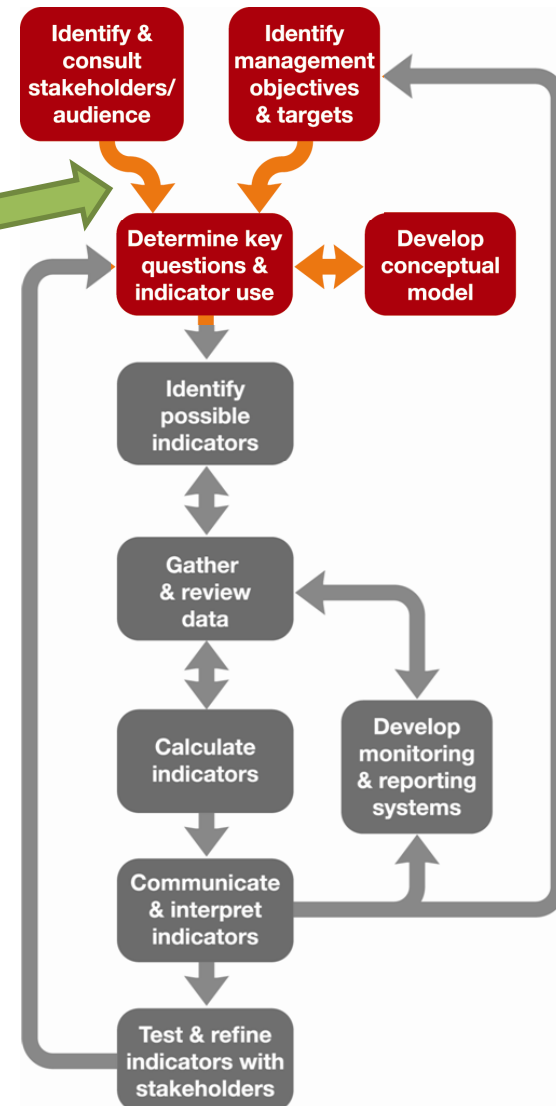 Identify &
consult
stakeholders/
audience
Identify
management
objectives
& targets
Determine key
questions &
indicator use
Develop
conceptual
model
Identify
possible
indicators
Gather
& review
data
Calculate
indicators
Develop
monitoring
& reporting
systems
Communicate
& interpret
indicators
Test & refine
indicators with
stakeholders